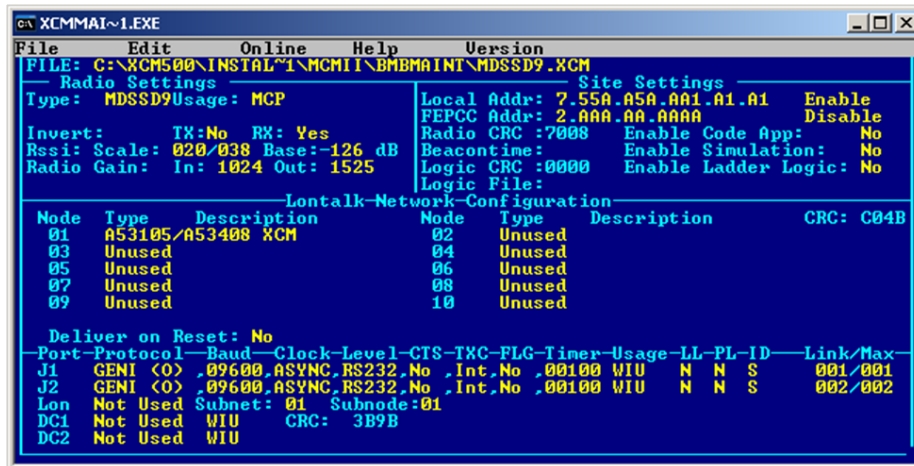 XCMMAI~1.EXE
File Edit Online Help Version
FILE: C:\XCM500\INSTAL~1\MCMII\BMBMAINT\MDSSD9.XCM
Radio Settings
Site Settings
Type: MDSSD9Usage: MCP
Local Addr: 7.55A.A5A.AA1.A1.A1 Enable
FEPCC Addr: 2.AAA.AA.AAAA Disable
Invert: TX:No RX: Yes
Radio CRC :7008 Enable Code App: No
Rssi: Scale: 020/038 Base:-126 dB
Beacontime: Enable Simulation: No
Radio Gain: In: 1024 Out: 1525
Logic CRC :0000 Enable Ladder Logic: No
Logic File:
Lontalk-Network-Configuration
Node Type Description Node Type Description CRC: C04B
01 A53105/A53408 XCM 02 Unused
03 Unused 04 Unused
05 Unused 06 Unused
07 Unused 08 Unused
09 Unused 10 Unused
Deliver on Reset: No
Port-Protocol-Baud-Clock-Level-CTS-TXC-FLG-Timer-Usage-LL-PL-ID-Link/Max
J1 GENI (O) ,09600,ASYNC,RS232,No ,Int,No ,00100 WIU N N S 001/001
J2 GENI (O) ,09600,ASYNC,RS232,No ,Int,No ,00100 WIU N N S 002/002
Lon Not Used Subnet: 01 Subnode:01
DC1 Not Used WIU CRC: 3B9B
DC2 Not Used WIU